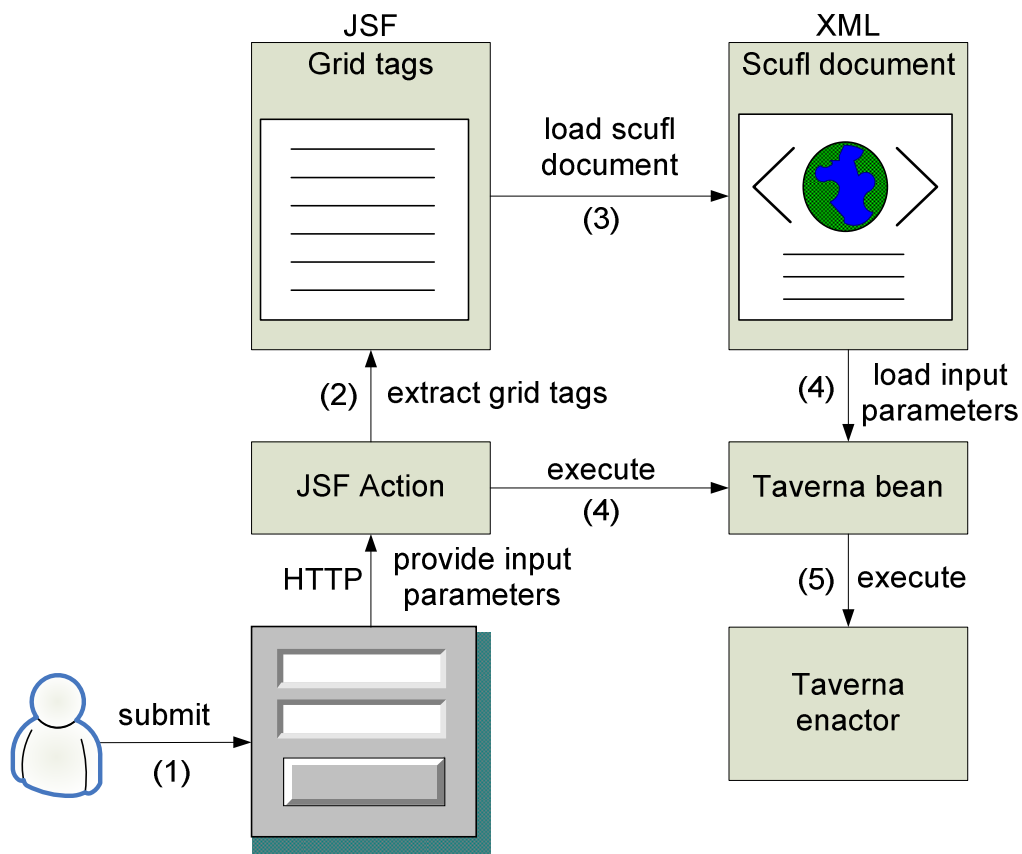 JSF
Grid tags
XML
Scufl document
load scufl
document
(3)
(2)
extract grid tags
(4)
load input
parameters
JSF Action
execute
(4)
Taverna bean
HTTP
provide input
parameters
(5)
execute
submit
(1)
Taverna
enactor